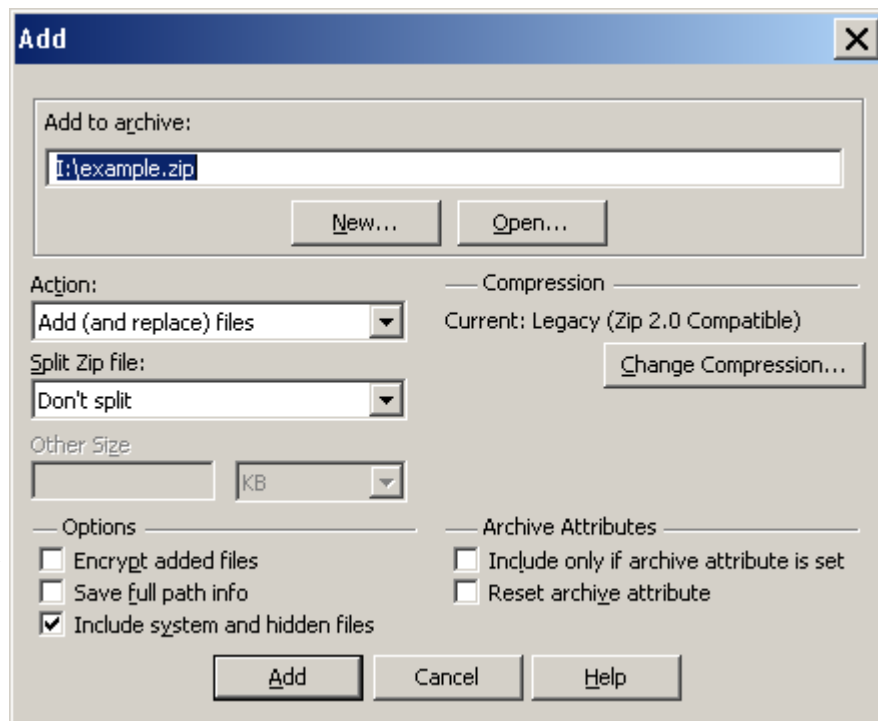 Add
Add to archive:
I:\example.zip
New... Open...
Action:
Add (and replace) files
Split Zip file:
Don't split
Other Size
KB
Compression
Current: Legacy (Zip 2.0 Compatible)
Change Compression...
Options
Encrypt added files
Save full path info
Include system and hidden files
Archive Attributes
Include only if archive attribute is set
Reset archive attribute
Add Cancel Help